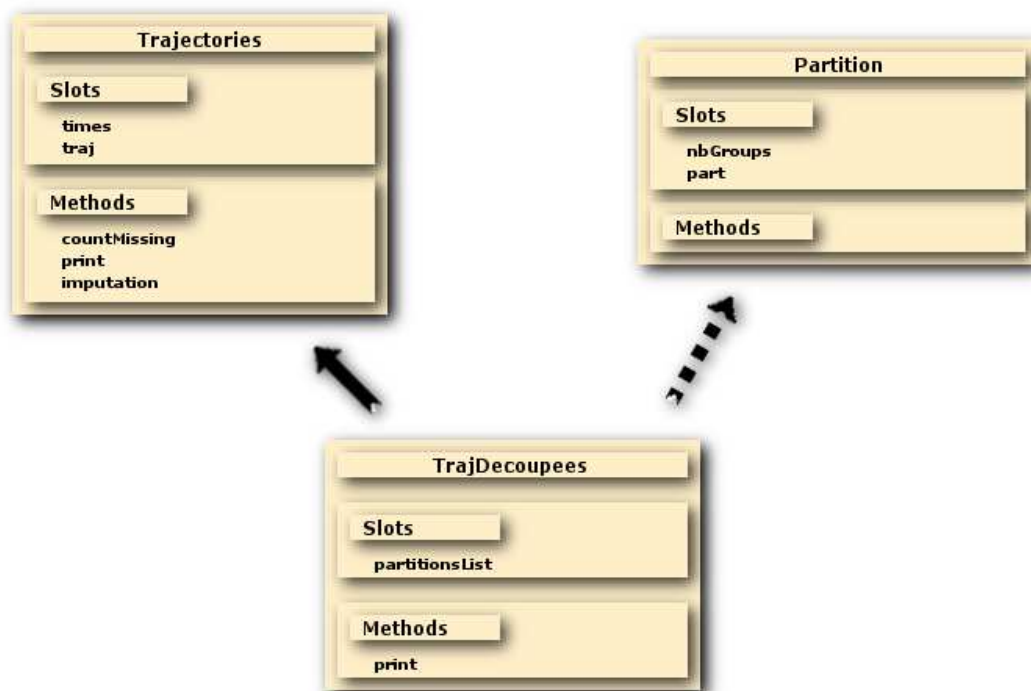 Trajectories
Slots
times
traj
Methods
countMissing
print
imputation
Partition
Slots
nbGroups
part
Methods
TrajDecoupees
Slots
partitionsList
Methods
print